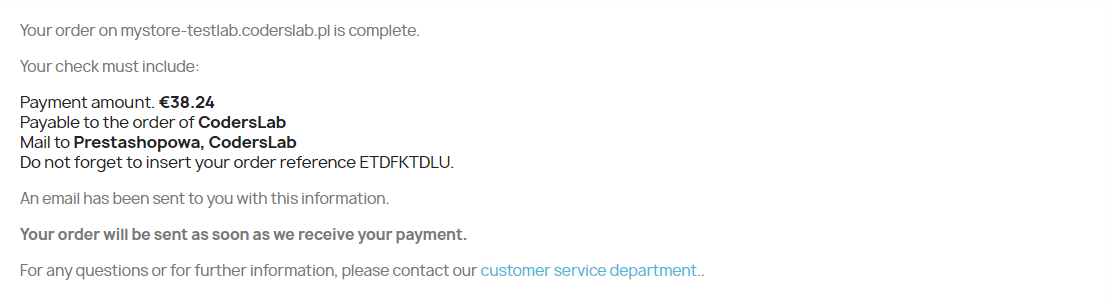 Your order on mystore-testlab.coderslab.pl is complete.
Your check must include:
Payment amount. €38.24
Payable to the order of CodersLab
Mail to Prestashopowa, CodersLab
Do not forget to insert your order reference ETDFKTDLU.
An email has been sent to you with this information.
Your order will be sent as soon as we receive your payment.
For any questions or for further information, please contact our customer service department..